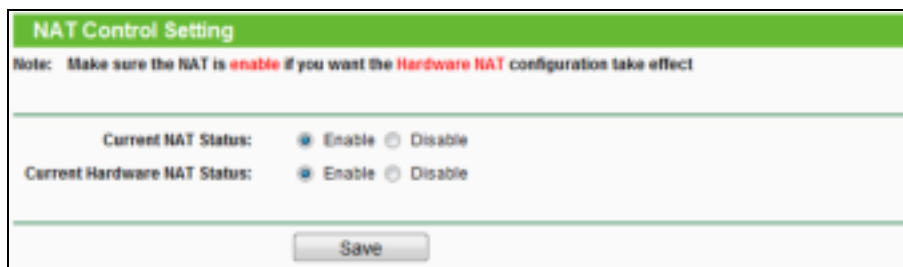 NAT Control Setting
Note: Make sure the NAT is enable if you want the Hardware NAT configuration take effect
Current NAT Status: Enable Disable
Current Hardware NAT Status: Enable Disable
Save